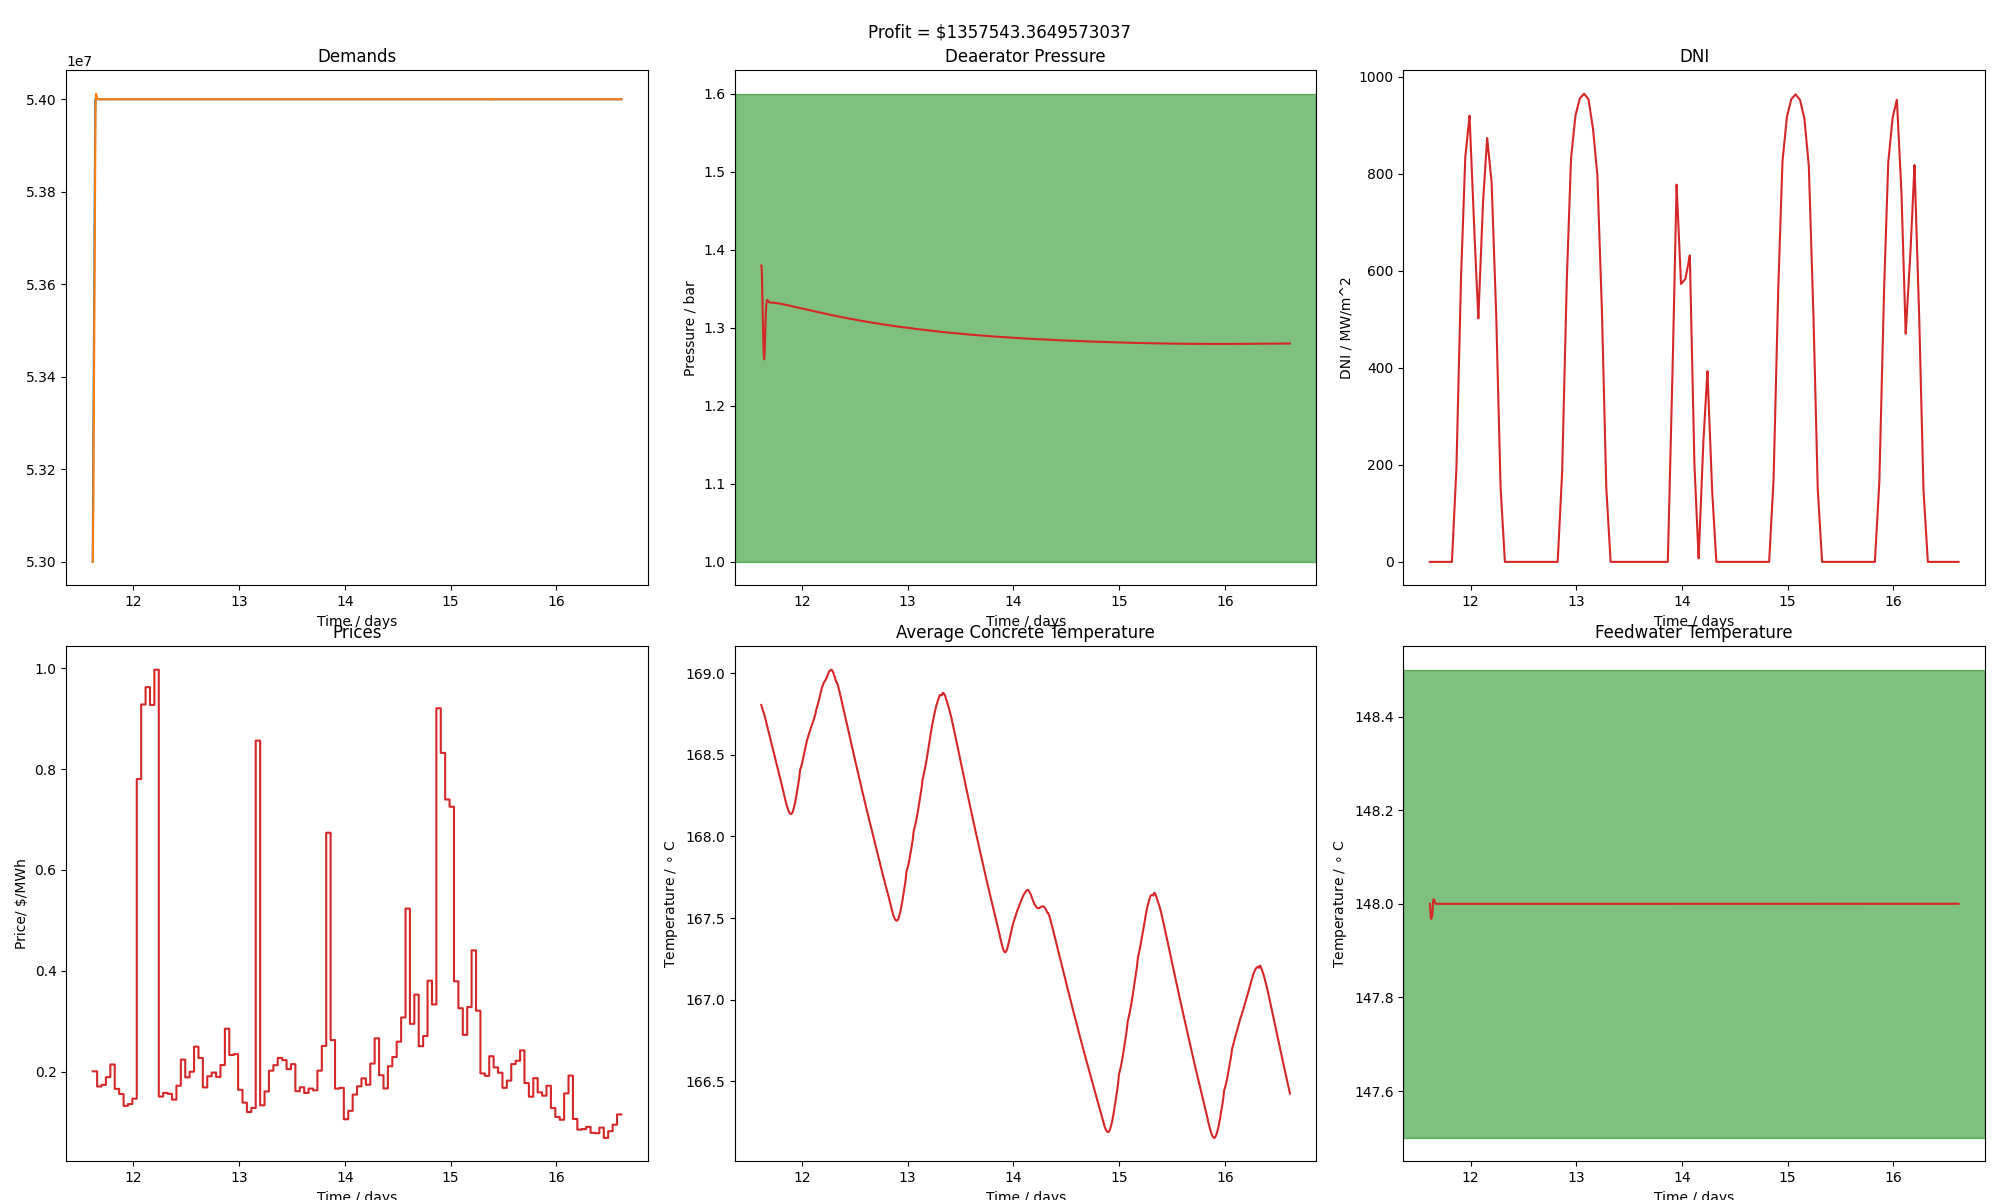 Profit = $1357543.3649573037
Demands
1e7
5.40
5.38
5.36
5.34
5.32
5.30
12 13 14 15 16
Time / days
Deaerator Pressure
Pressure / bar
1.6
1.5
1.4
1.3
1.2
1.1
1.0
12 13 14 15 16
Time / days
DNI
DNI / MW/m^2
1000
800
600
400
200
0
12 13 14 15 16
Time / days
Prices
Price/ $/MWh
1.0
0.8
0.6
0.4
0.2
12 13 14 15 16
Time / days
Average Concrete Temperature
Temperature / ∘ C
169.0
168.5
168.0
167.5
167.0
166.5
12 13 14 15 16
Time / days
Feedwater Temperature
Temperature / ∘ C
148.4
148.2
148.0
147.8
147.6
12 13 14 15 16
Time / days